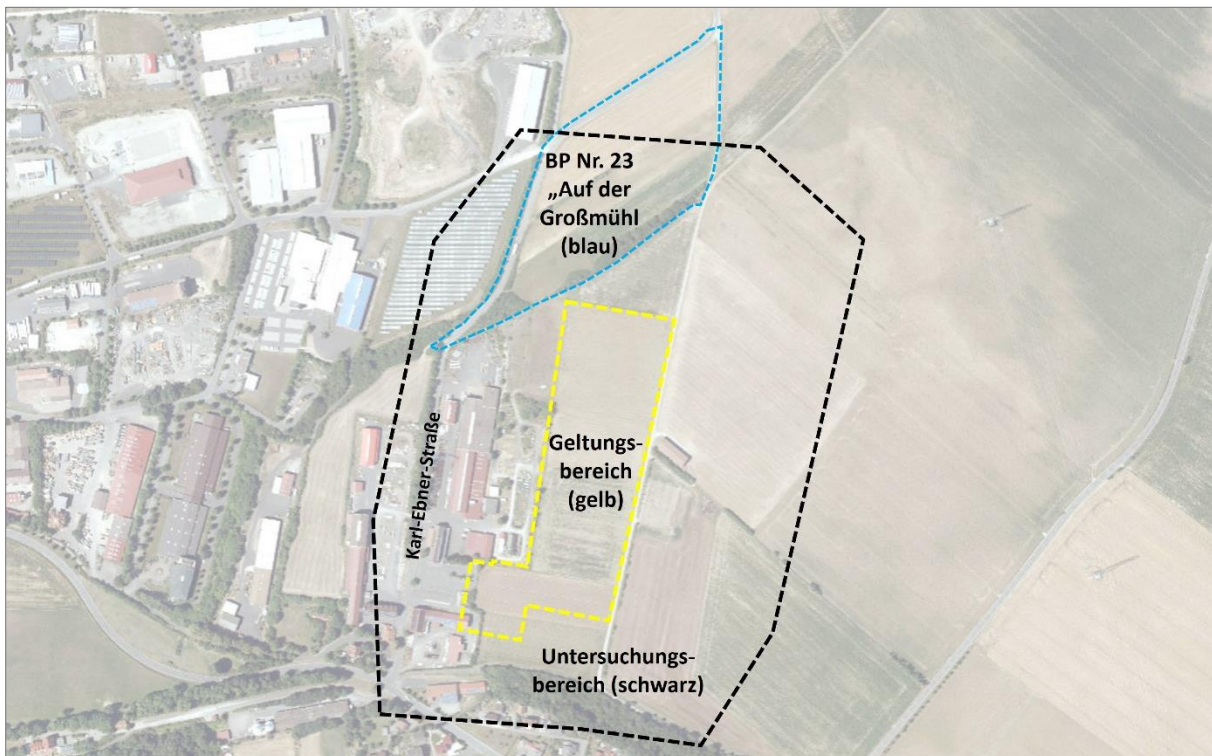 BP Nr. 23
„Auf der
Großmühl
(blau)
Karl-Ebner-Straße
Geltungs-
bereich
(gelb)
Untersuchungs-
bereich (schwarz)